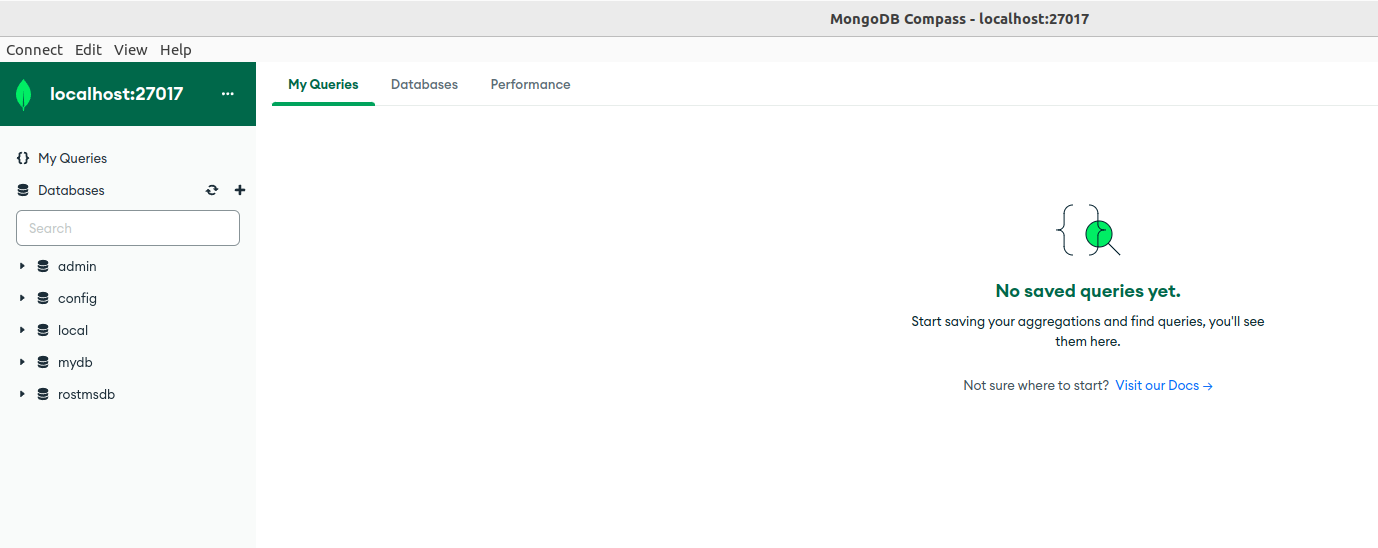 MongoDB Compass - localhost:27017
Connect Edit View Help
localhost:27017 ...
My Queries Databases Performance
{} My Queries
Databases
Search
admin
config
local
mydb
rostmsdb
No saved queries yet.
Start saving your aggregations and find queries, you'll see
them here.
Not sure where to start? Visit our Docs →